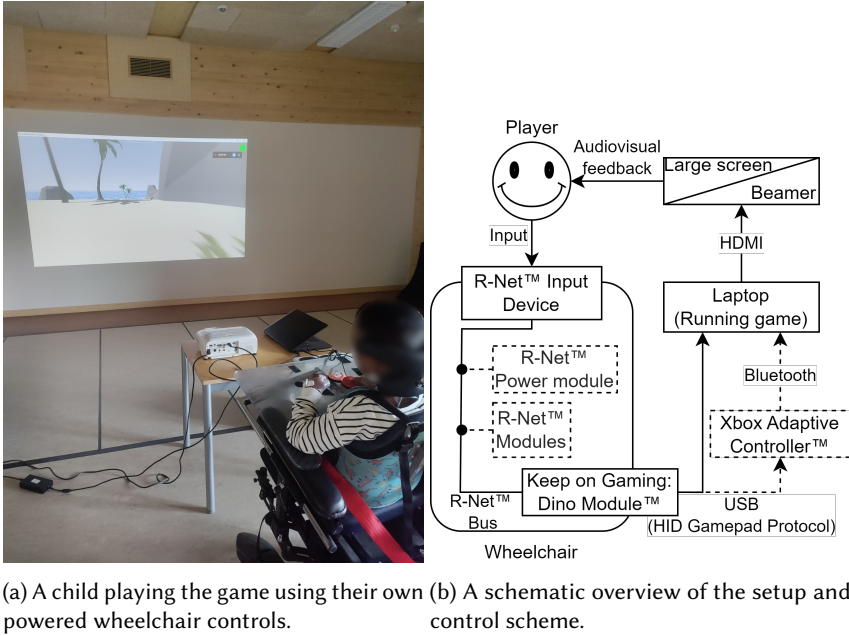 Player
Audiovisual
feedback
Large screen
Beamer
Input
HDMI
R-Net™ Input
Device
Laptop
(Running game)
R-Net™
Power module
Bluetooth
R-Net™
Modules
Xbox Adaptive
Controller™
Keep on Gaming:
Dino Module™
R-Net™
Bus
USB
(HID Gamepad Protocol)
Wheelchair
(a) A child playing the game using their own
powered wheelchair controls.
(b) A schematic overview of the setup and
control scheme.